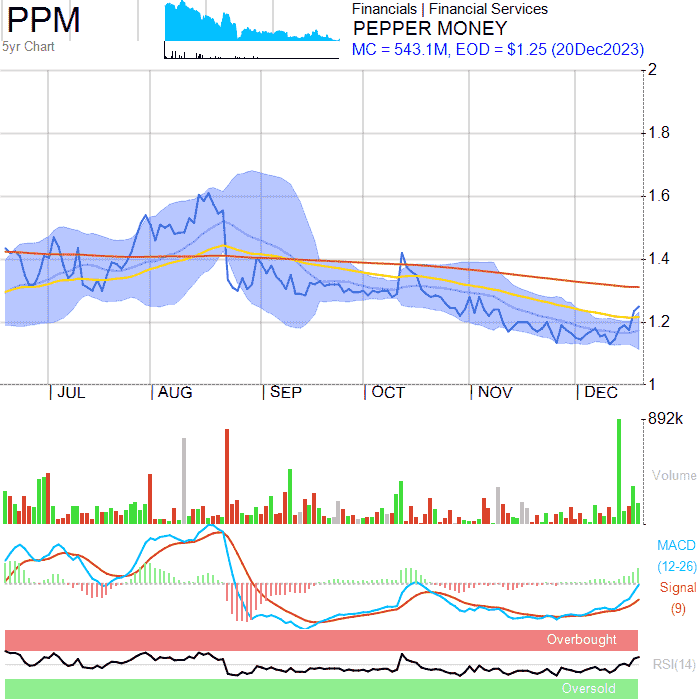 PPM
5yr Chart
Financials | Financial Services
PEPPER MONEY
MC = 543.1M, EOD = $1.25 (20Dec2023)
2
1.8
1.6
1.4
1.2
1
JUL AUG SEP OCT NOV DEC
892k
Volume
MACD
(12-26)
Signal
(9)
Overbought
RSI(14)
Oversold